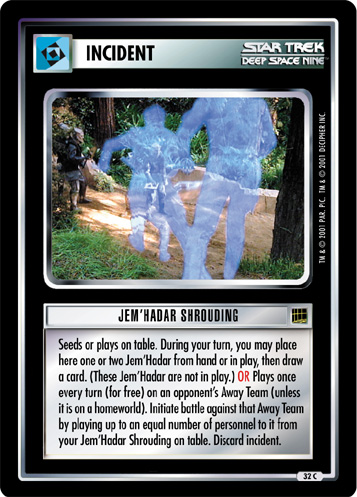 INCIDENT
STAR TREK
DEEP SPACE NINE™
TM & © 2001 PAR. PIC. TM & © 2001 DECIPHER INC.
JEM'HADAR SHROUDING
Seeds or plays on table. During your turn, you may place
here one or two Jem'Hadar from hand or in play, then draw
a card. (These Jem'Hadar are not in play.) OR Plays once
every turn (for free) on an opponent's Away Team (unless
it is on a homeworld). Initiate battle against that Away Team
by playing up to an equal number of personnel to it from
your Jem'Hadar Shrouding on table. Discard incident.
32 C